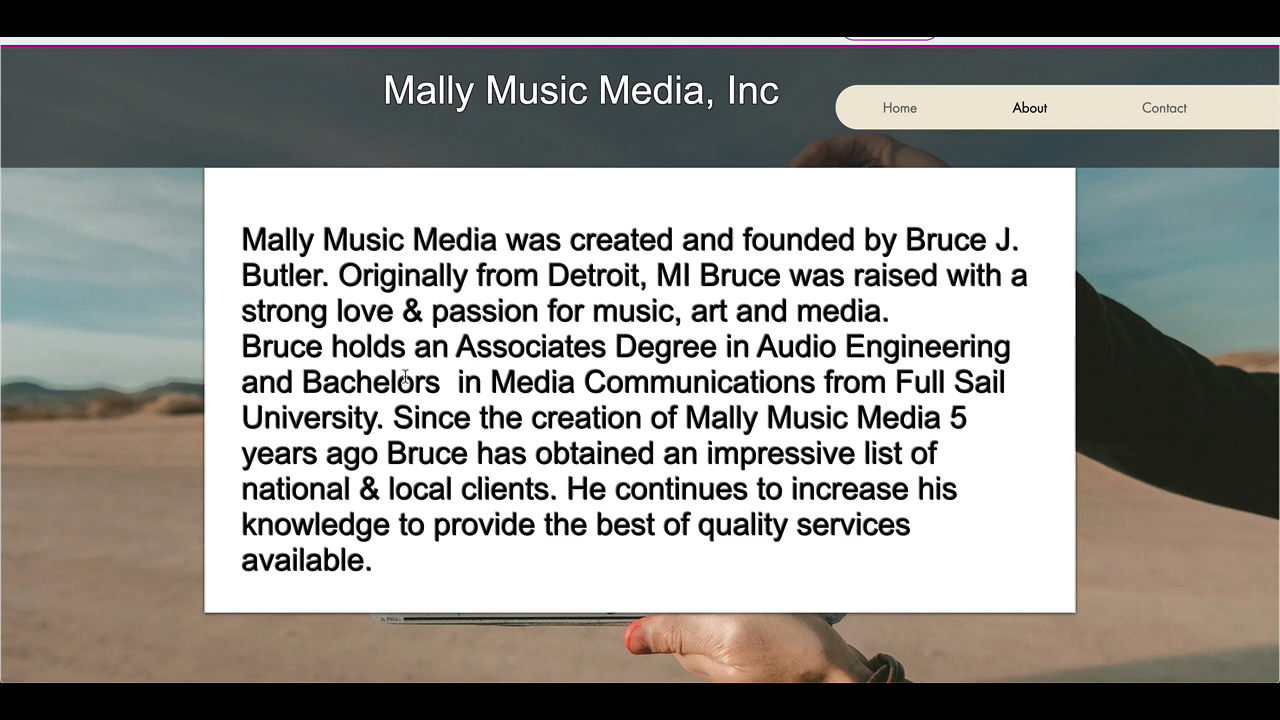 Mally Music Media, Inc
Home About Contact
Mally Music Media was created and founded by Bruce J.
Butler. Originally from Detroit, MI Bruce was raised with a
strong love & passion for music, art and media.
Bruce holds an Associates Degree in Audio Engineering
and Bachelors  in Media Communications from Full Sail
University. Since the creation of Mally Music Media 5
years ago Bruce has obtained an impressive list of
national & local clients. He continues to increase his
knowledge to provide the best of quality services
available.